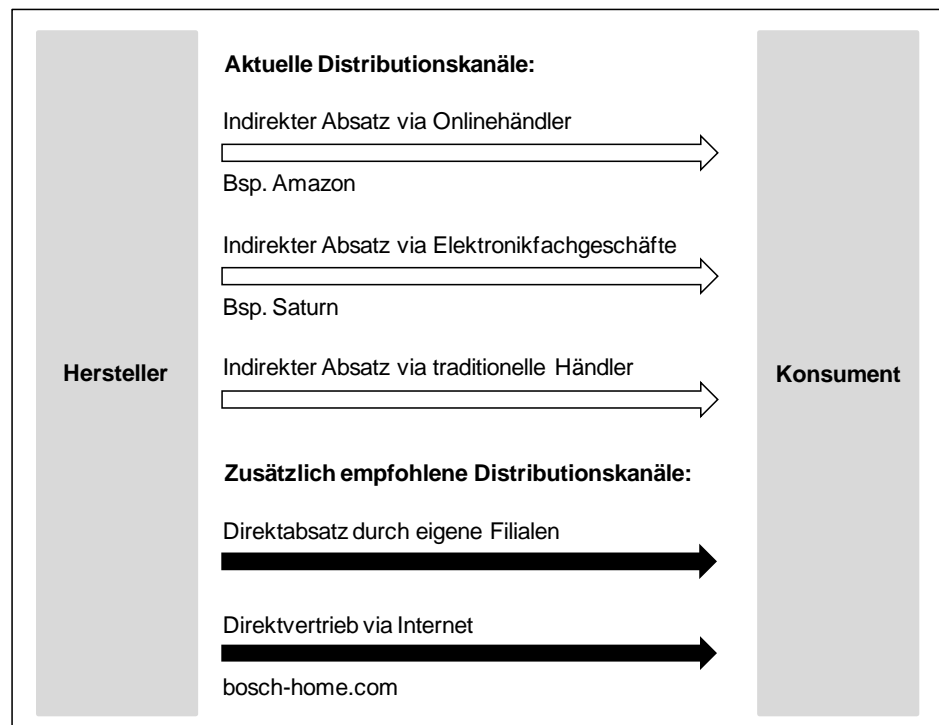 Aktuelle Distributionskanäle:
Indirekter Absatz via Onlinehändler
Bsp. Amazon
Indirekter Absatz via Elektronikfachgeschäfte
Bsp. Saturn
Hersteller
Indirekter Absatz via traditionelle Händler
Konsument
Zusätzlich empfohlene Distributionskanäle:
Direktabsatz durch eigene Filialen
Direktvertrieb via Internet
bosch-home.com